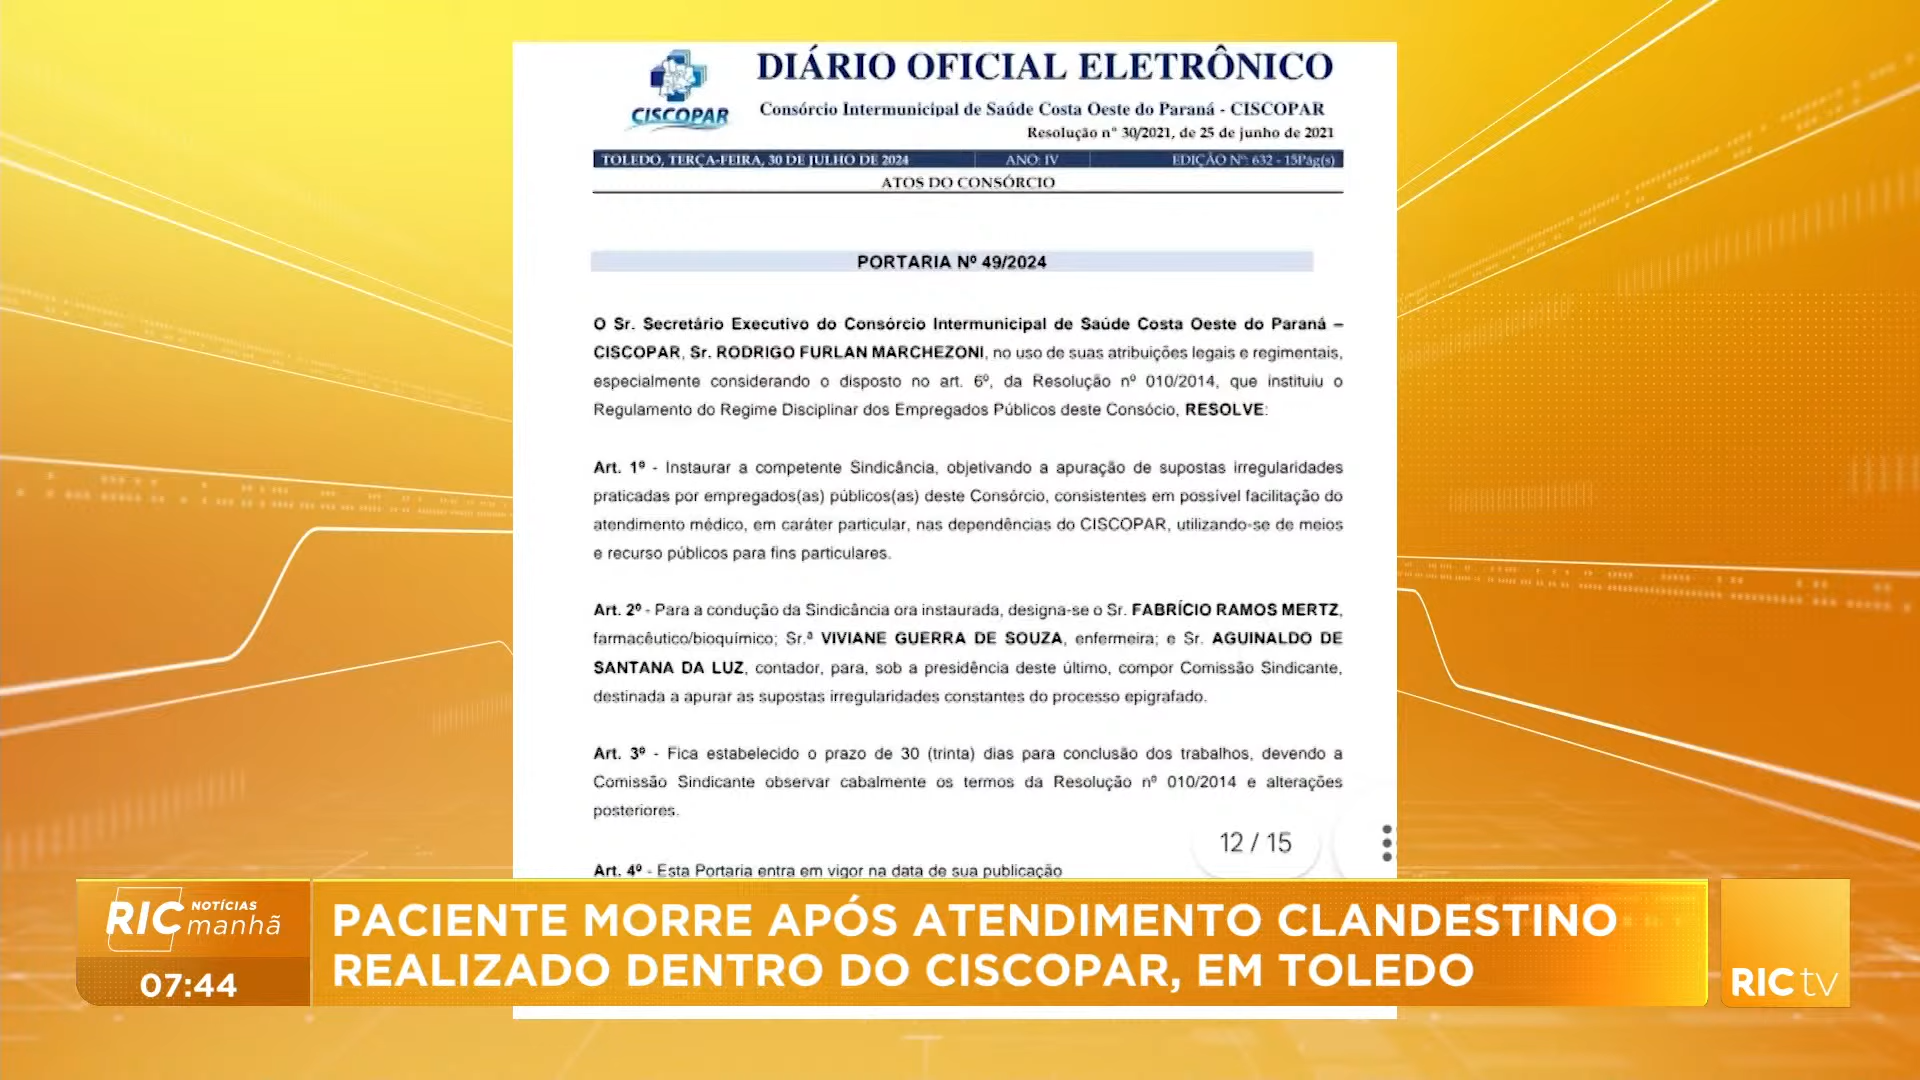 DIÁRIO OFICIAL ELETRÔNICO
CISCOPAR
Consórcio Intermunicipal de Saúde Costa Oeste do Paraná - CISCOPAR
Resolução nº 30/2021, de 25 de junho de 2021
TOLEDO, TERÇA-FEIRA, 30 DE JULHO DE 2024 ANO: IV EDIÇÃO Nº: 632 - 15Pág(s)
ATOS DO CONSÓRCIO
PORTARIA Nº 49/2024
O Sr. Secretário Executivo do Consórcio Intermunicipal de Saúde Costa Oeste do Paraná –
CISCOPAR, Sr. RODRIGO FURLAN MARCHEZONI, no uso de suas atribuições legais e regimentais,
especialmente considerando o disposto no art. 6º, da Resolução nº 010/2014, que instituiu o
Regulamento do Regime Disciplinar dos Empregados Públicos deste Consócio, RESOLVE:
Art. 1º - Instaurar a competente Sindicância, objetivando a apuração de supostas irregularidades
praticadas por empregados(as) públicos(as) deste Consórcio, consistentes em possível facilitação do
atendimento médico, em caráter particular, nas dependências do CISCOPAR, utilizando-se de meios
e recurso públicos para fins particulares.
Art. 2º - Para a condução da Sindicância ora instaurada, designa-se o Sr. FABRÍCIO RAMOS MERTZ,
farmacêutico/bioquímico; Sr.ª VIVIANE GUERRA DE SOUZA, enfermeira; e Sr. AGUINALDO DE
SANTANA DA LUZ, contador, para, sob a presidência deste último, compor Comissão Sindicante,
destinada a apurar as supostas irregularidades constantes do processo epigrafado.
Art. 3º - Fica estabelecido o prazo de 30 (trinta) dias para conclusão dos trabalhos, devendo a
Comissão Sindicante observar cabalmente os termos da Resolução nº 010/2014 e alterações
posteriores.
12 / 15
Art. 4º - Esta Portaria entra em vigor na data de sua publicação
RIC NOTÍCIAS manhã
07:44
PACIENTE MORRE APÓS ATENDIMENTO CLANDESTINO
REALIZADO DENTRO DO CISCOPAR, EM TOLEDO
RIC tv